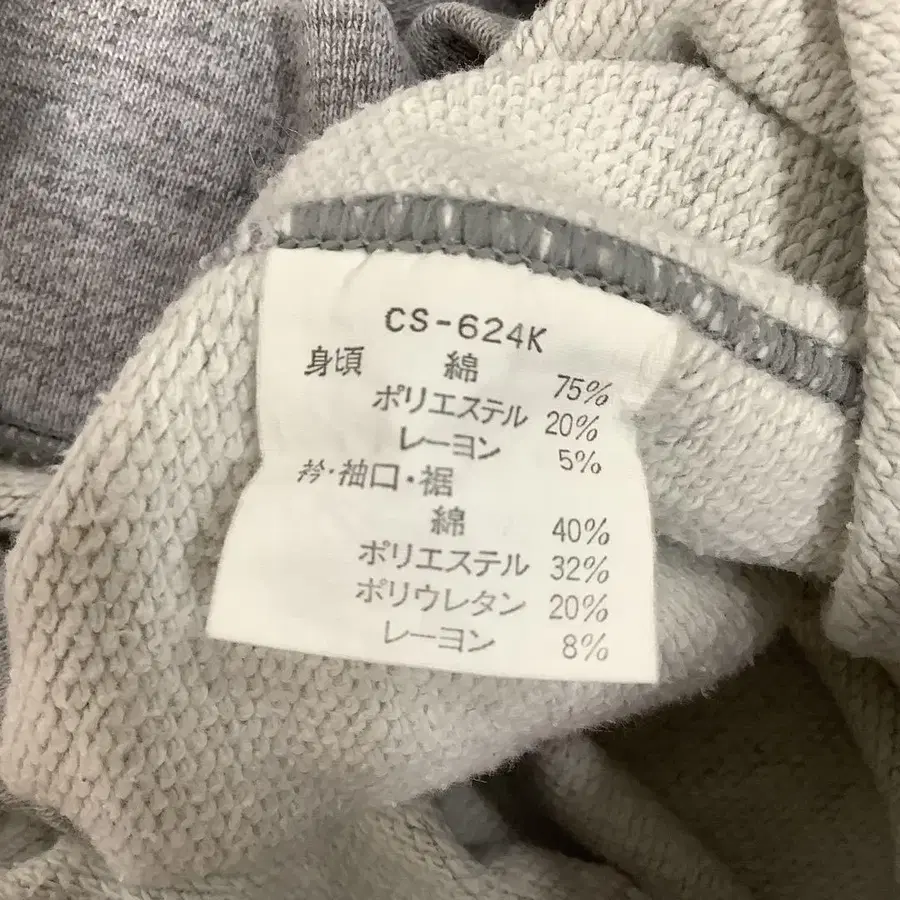 CS-624K
身頃 綿 75%
ポリエステル 20%
レーヨン 5%
衿・袖口・裾
綿 40%
ポリエステル 32%
ポリウレタン 20%
レーヨン 8%